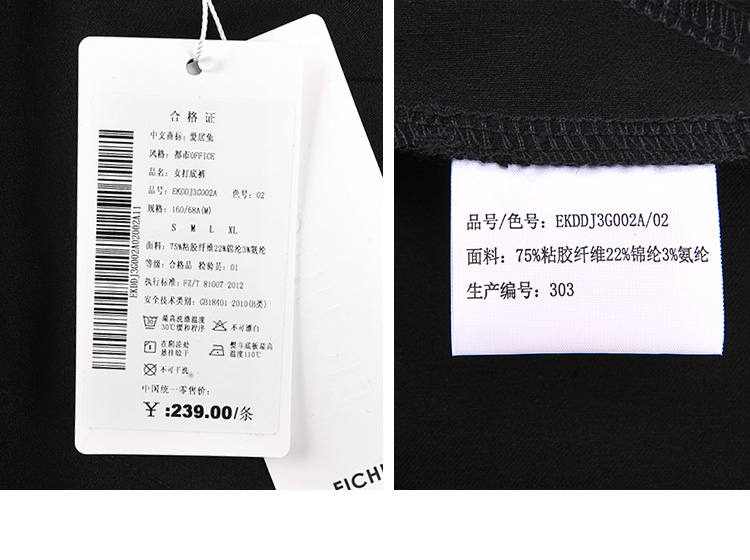 合格证
中文商标：爱居兔
风格：都市OFFICE
品名：女打底裤
品号：EKDDJ3G002A 色号：02
规格：160/68A(M)
S M L XL
面料：75%粘胶纤维22%锦纶3%氨纶
等级：合格品 检验员：01
执行标准：FZ/T 81007-2012
安全技术类别：GB18401-2010(B类)
最高洗涤温度
30℃缓和程序
不可漂白
在阴凉处
悬挂晾干
熨斗底板最高
温度110℃
不可干洗
中国统一零售价：
¥:239.00/条
EKDDJ3G002A02002A11
EICH
品号/色号：EKDDJ3G002A/02
面料：75%粘胶纤维22%锦纶3%氨纶
生产编号：303